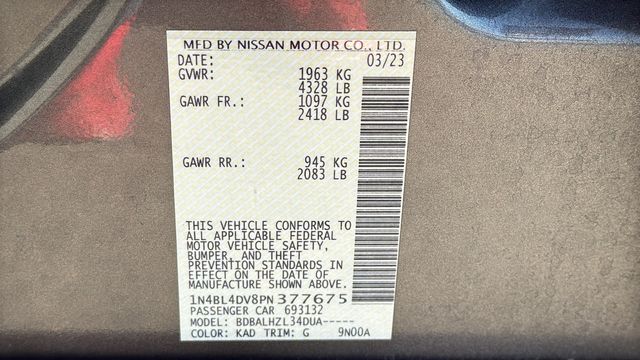 MFD BY NISSAN MOTOR CO., LTD.
DATE: 03/23
GVWR: 1963 KG
4328 LB
GAWR FR.: 1097 KG
2418 LB
GAWR RR.: 945 KG
2083 LB
THIS VEHICLE CONFORMS TO
ALL APPLICABLE FEDERAL
MOTOR VEHICLE SAFETY,
BUMPER, AND THEFT
PREVENTION STANDARDS IN
EFFECT ON THE DATE OF
MANUFACTURE SHOWN ABOVE.
1N4BL4DV8PN377675
PASSENGER CAR 693132
MODEL: BDBALHZL34DUA-----
COLOR: KAD TRIM: G 9N00A